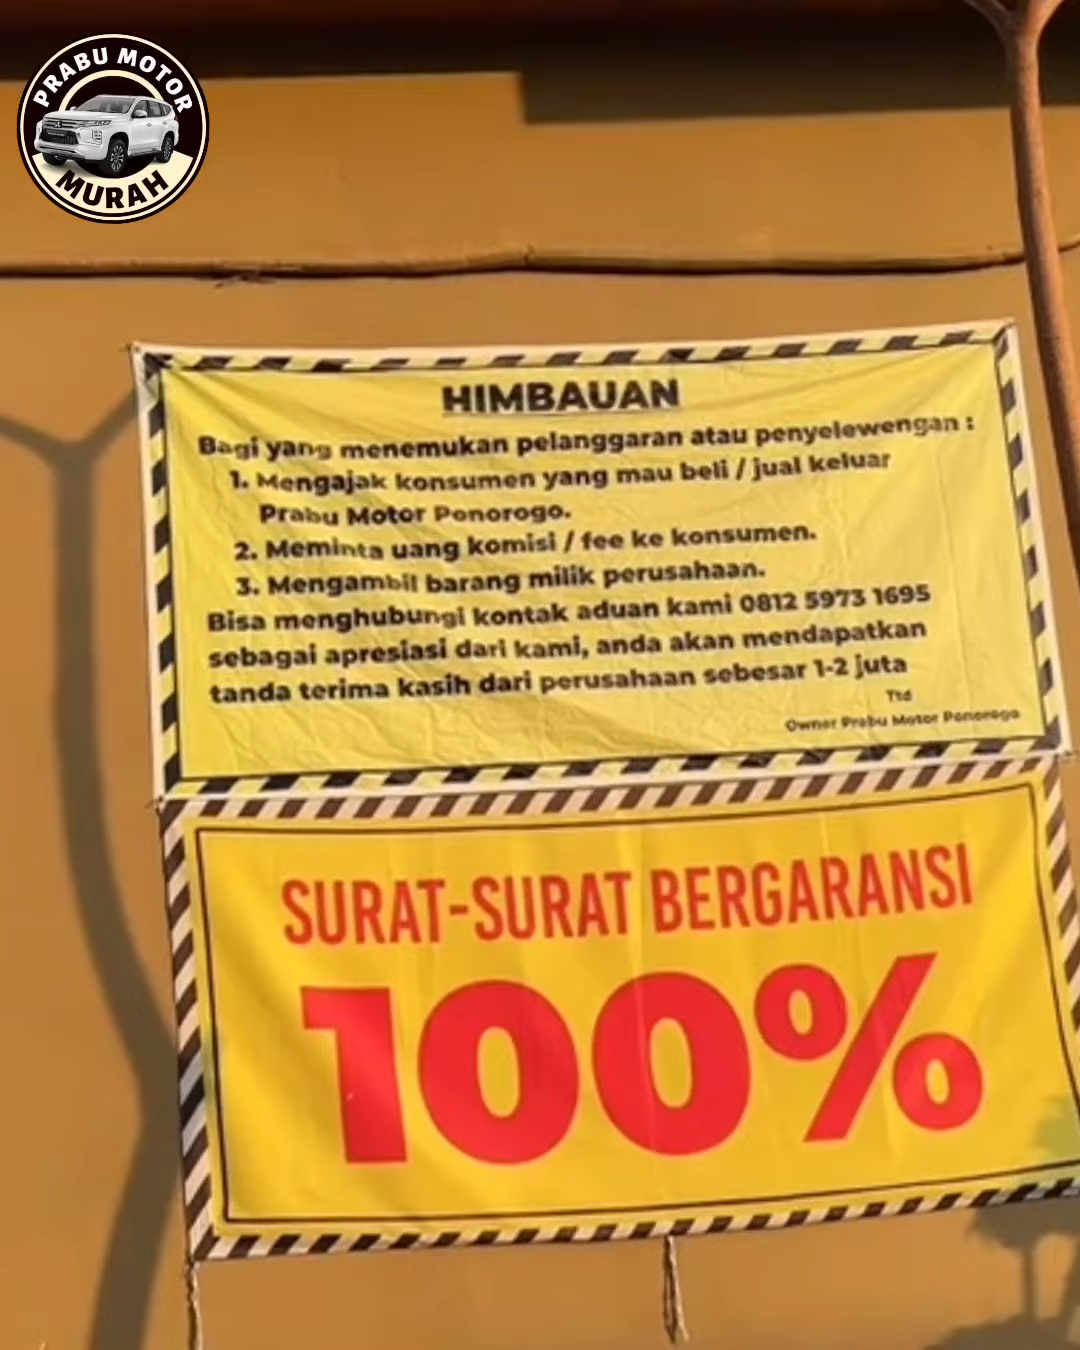 PRABU MOTOR
MURAH
HIMBAUAN
Bagi yang menemukan pelanggaran atau penyelewengan :
1. Mengajak konsumen yang mau beli / jual keluar
Prabu Motor Ponorogo.
2. Meminta uang komisi / fee ke konsumen.
3. Mengambil barang milik perusahaan.
Bisa menghubungi kontak aduan kami 0812 5973 1695
sebagai apresiasi dari kami, anda akan mendapatkan
tanda terima kasih dari perusahaan sebesar 1-2 juta
Ttd
Owner Prabu Motor Ponorogo
SURAT-SURAT BERGARANSI
100%